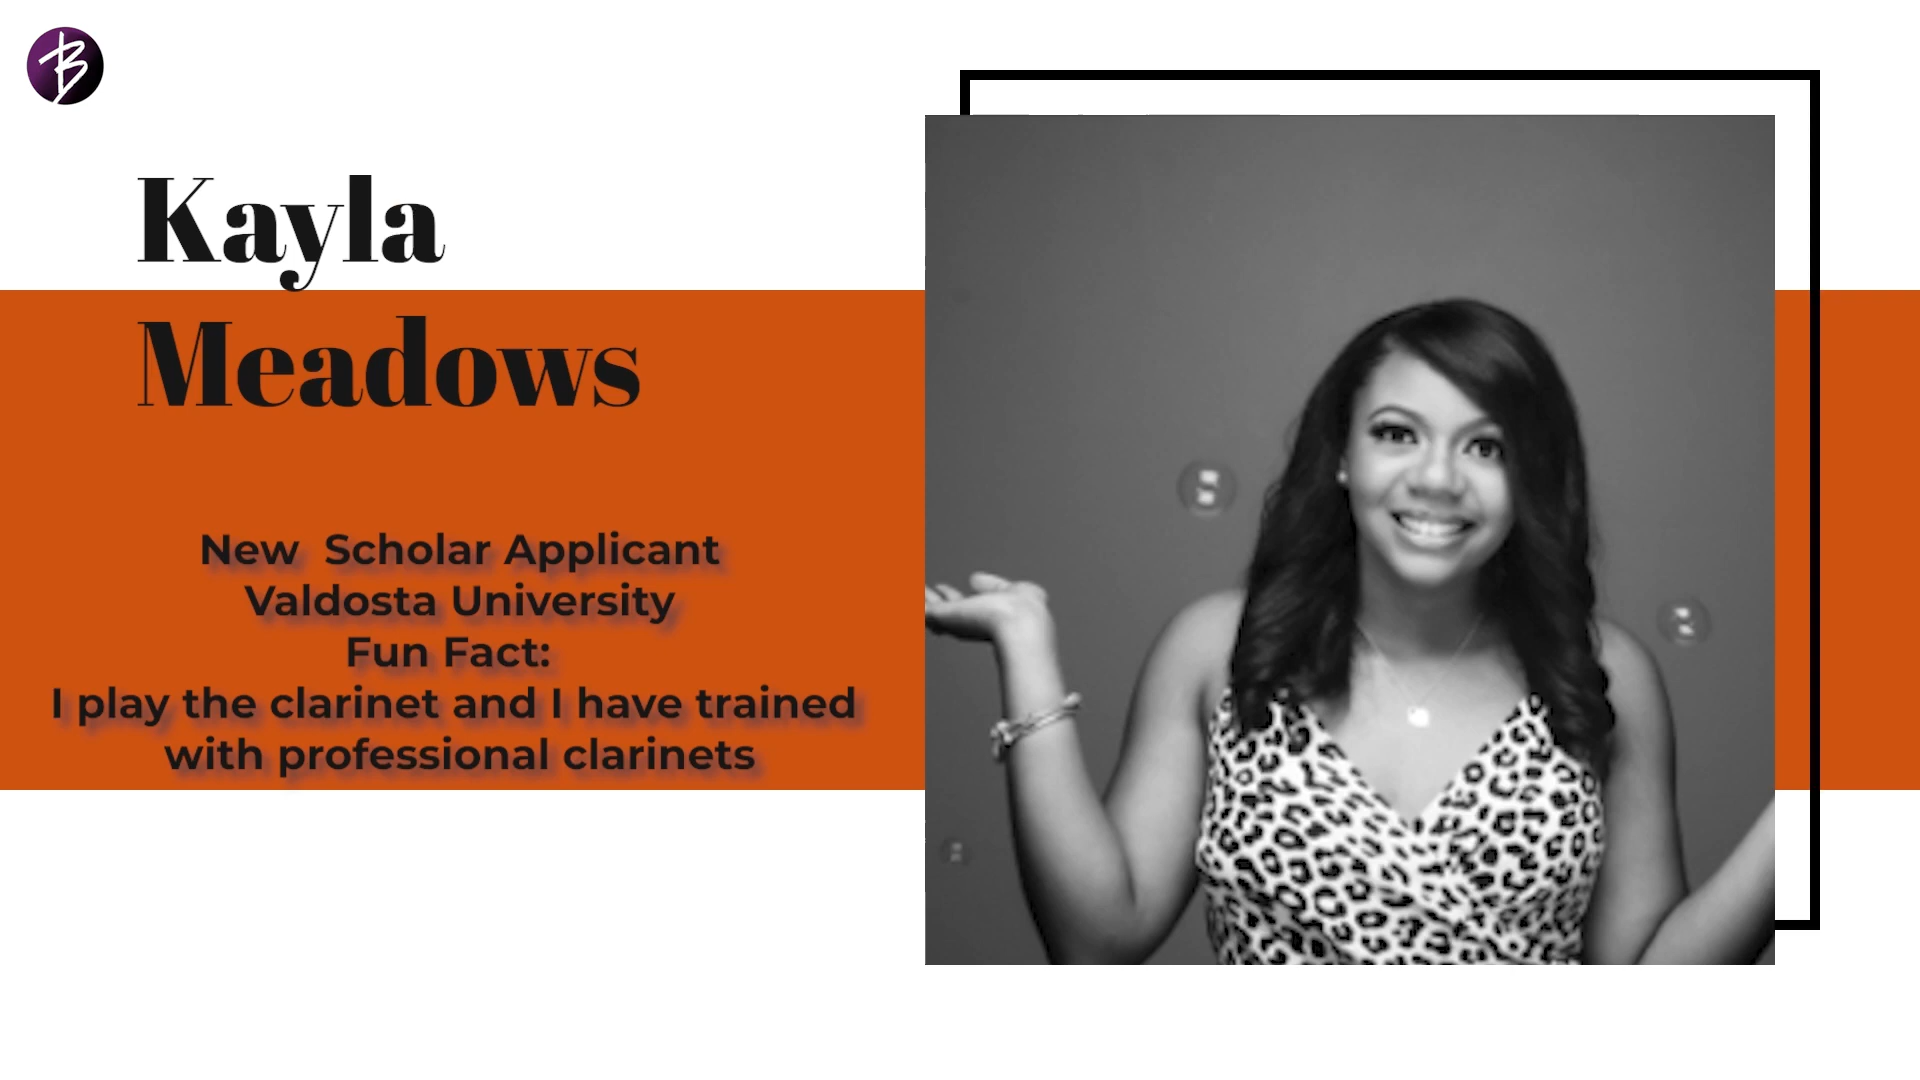 B
Kayla
Meadows
New Scholar Applicant
Valdosta University
Fun Fact:
I play the clarinet and I have trained
with professional clarinets